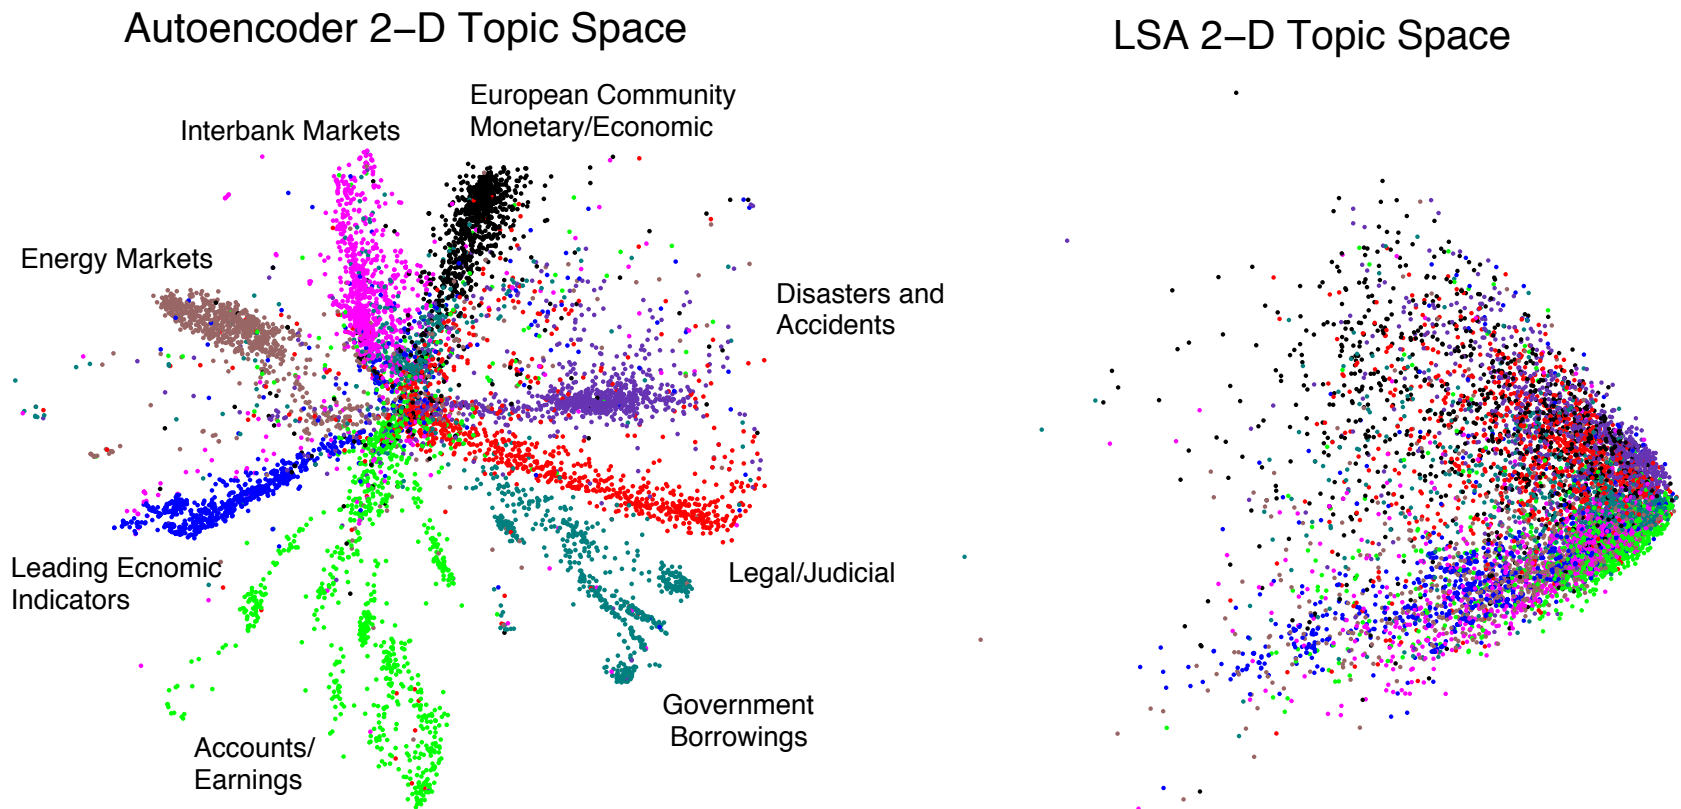 Autoencoder 2–D Topic Space
LSA 2–D Topic Space
European Community
Monetary/Economic
Interbank Markets
Energy Markets
Disasters and
Accidents
Leading Ecnomic
Indicators
Legal/Judicial
Government
Borrowings
Accounts/
Earnings